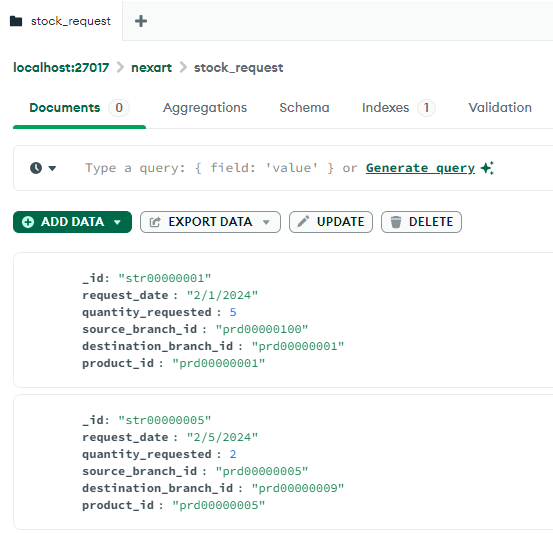 stock_request +
localhost:27017 > nexart > stock_request
Documents 0 Aggregations Schema Indexes 1 Validation
Type a query: { field: 'value' } or Generate query
ADD DATA EXPORT DATA UPDATE DELETE
_id: "str00000001"
request_date : "2/1/2024"
quantity_requested : 5
source_branch_id : "prd00000100"
destination_branch_id : "prd00000001"
product_id : "prd00000001"
_id: "str00000005"
request_date : "2/5/2024"
quantity_requested : 2
source_branch_id : "prd00000005"
destination_branch_id : "prd00000009"
product_id : "prd00000005"